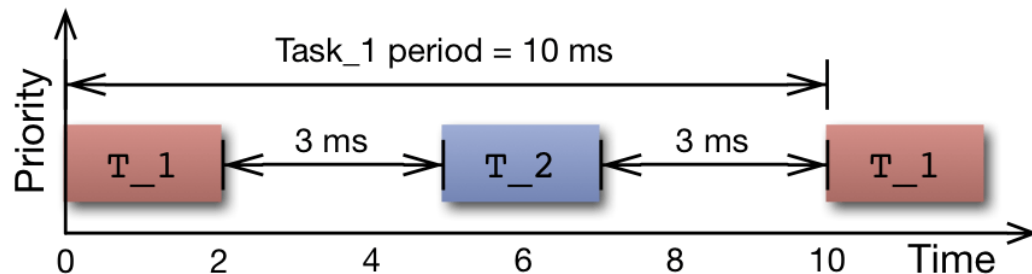 Task_1 period = 10 ms
Priority
T_1 3 ms T_2 3 ms T_1
0 2 4 6 8 10 Time